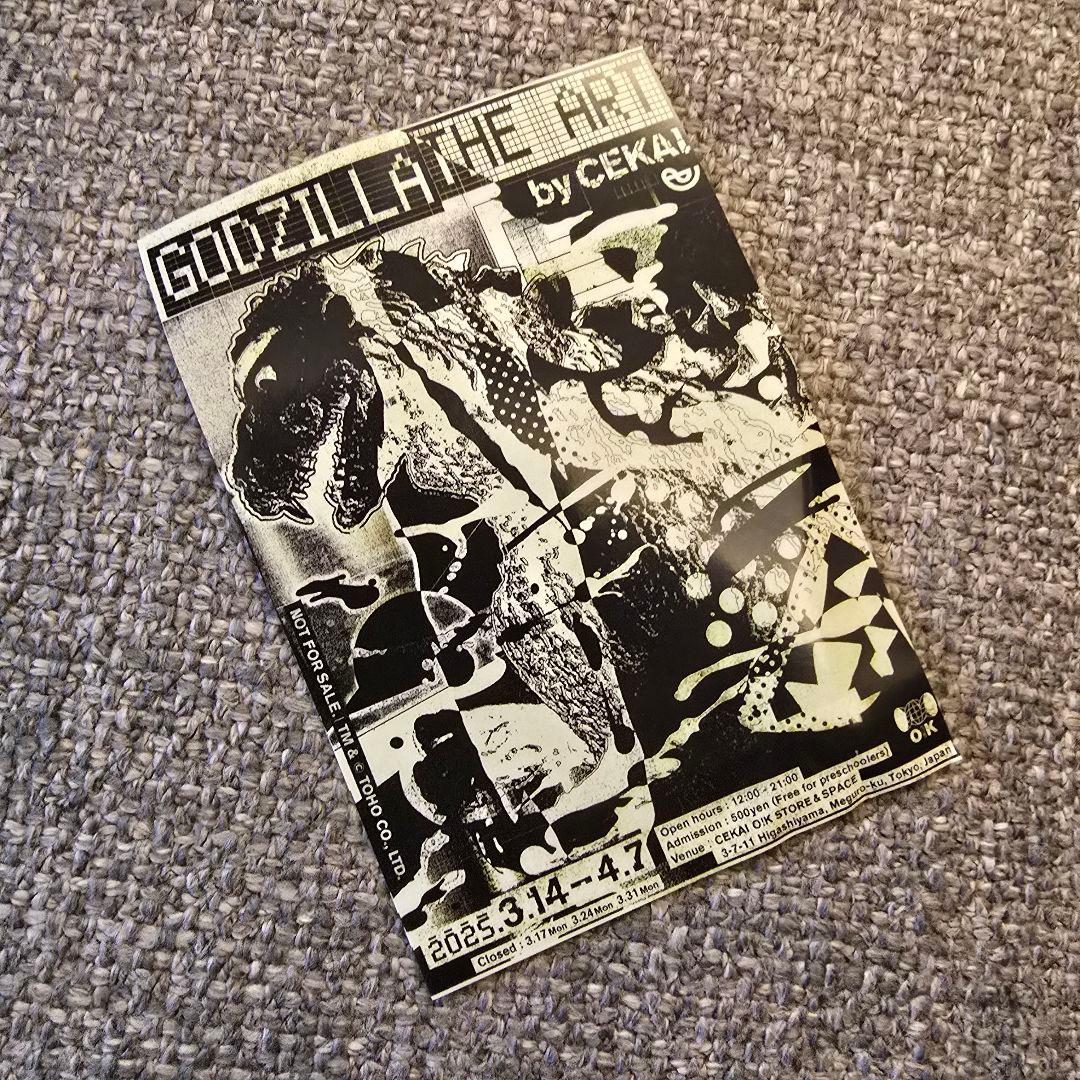 GODZILLA THE ART
by CEKAI
NOT FOR SALE. TM & © TOHO CO., LTD.
OK
Open hours : 12:00 - 21:00
Admission : 500yen (Free for preschoolers)
Venue : CEKAI O!K STORE & SPACE
3-7-11 Higashiyama, Meguro-ku, Tokyo, Japan
2025.3.14—4.7
Closed : 3.17 Mon 3.24 Mon 3.31 Mon